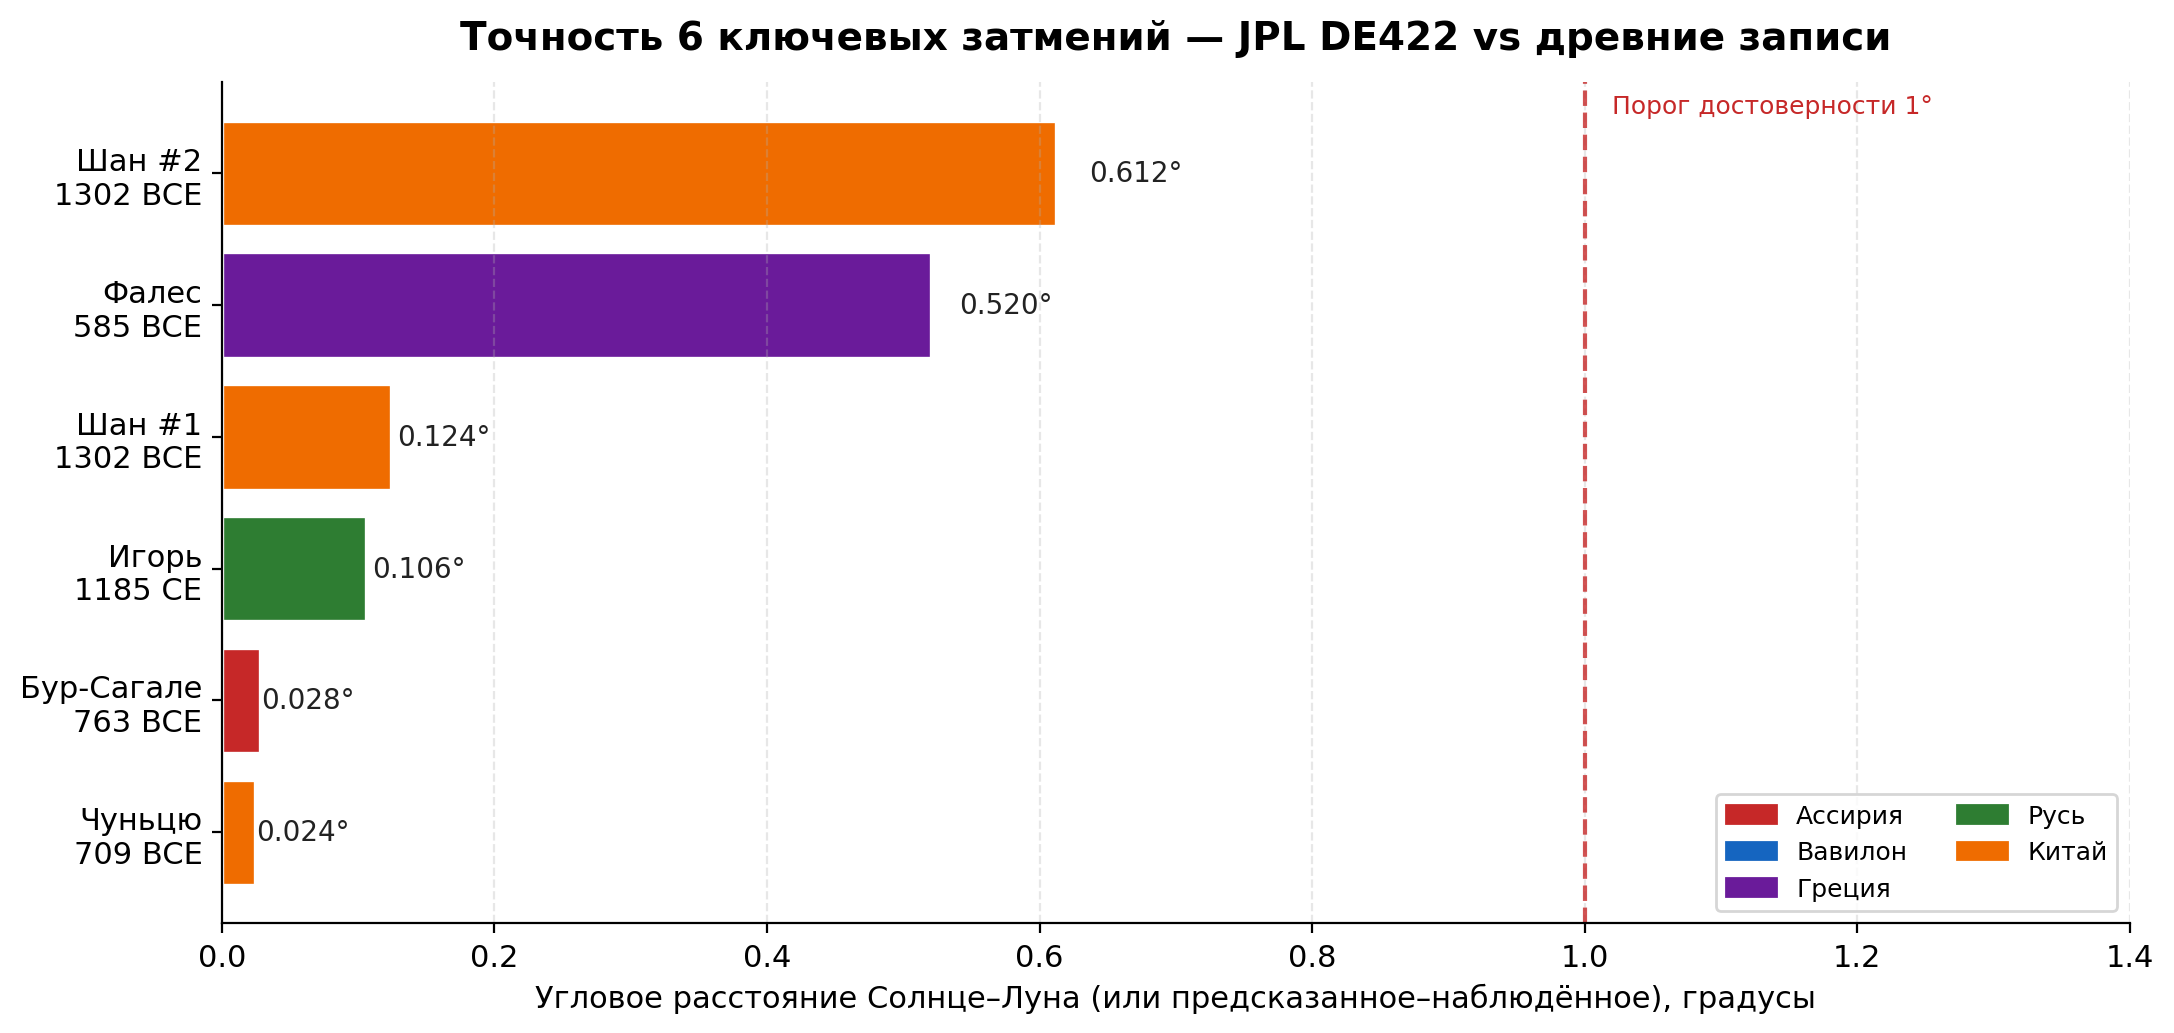 Точность 6 ключевых затмений — JPL DE422 vs древние записи
Порог достоверности 1°
Шан #2
1302 BCE
0.612°
Фалес
585 BCE
0.520°
Шан #1
1302 BCE
0.124°
Игорь
1185 CE
0.106°
Бур-Сагале
763 BCE
0.028°
Чуньцю
709 BCE
0.024°
Ассирия
Вавилон
Греция
Русь
Китай
0.0 0.2 0.4 0.6 0.8 1.0 1.2 1.4
Угловое расстояние Солнце–Луна (или предсказанное–наблюдённое), градусы